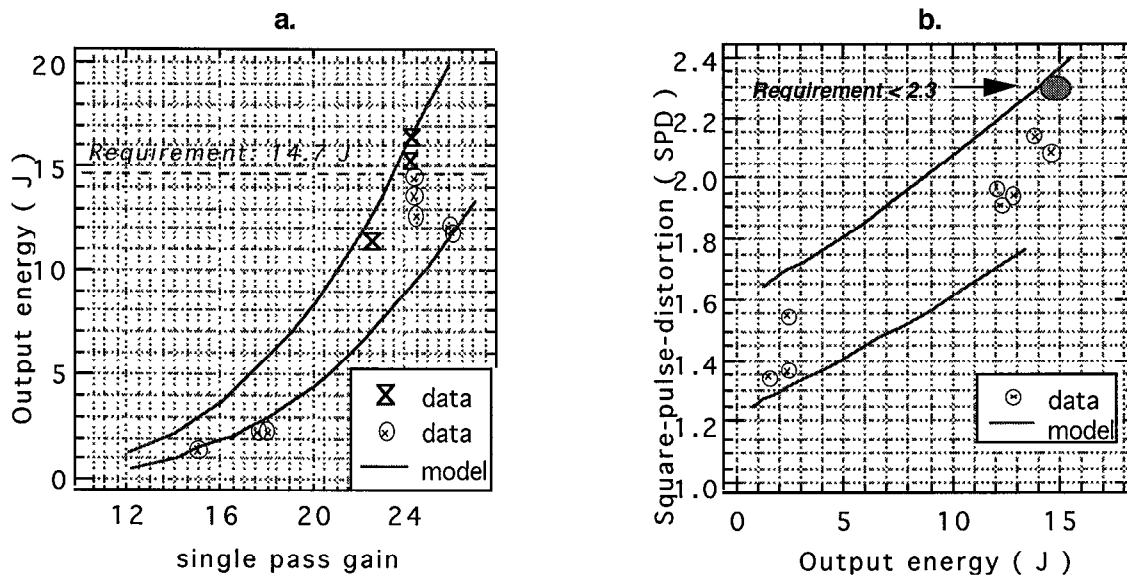 a.
20
15
10
5
0
Output energy ( J )
Requirement: 14.7 J
data
data
model
12 16 20 24
single pass gain
b.
2.4
2.2
2.0
1.8
1.6
1.4
1.2
1.0
Square-pulse-distortion ( SPD )
Requirement < 2.3
data
model
0 5 10 15
Output energy ( J )